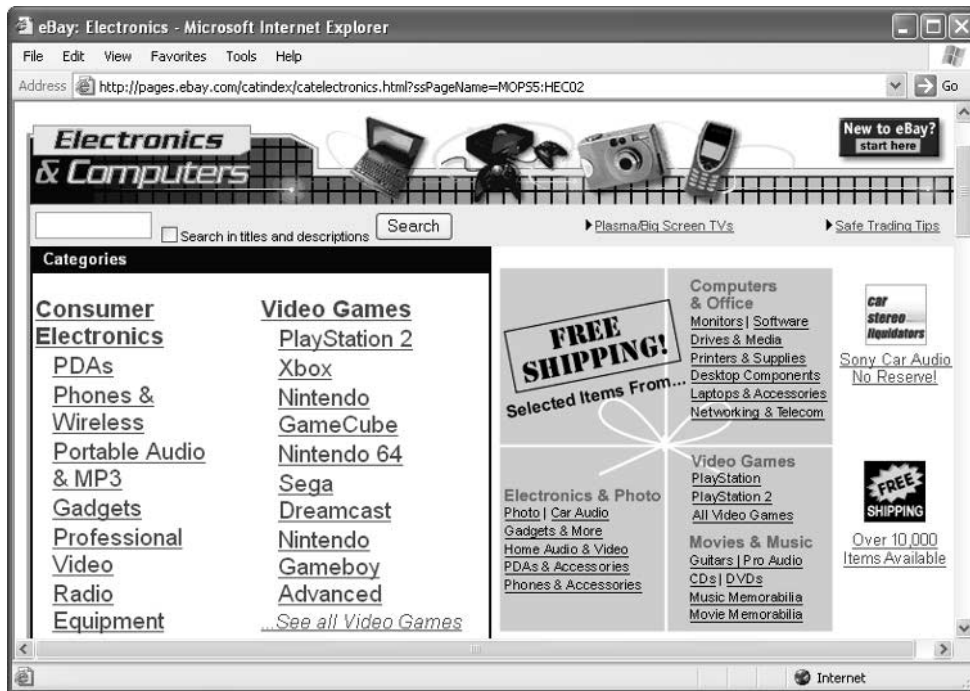 eBay: Electronics - Microsoft Internet Explorer
File Edit View Favorites Tools Help
Address http://pages.ebay.com/catindex/catelectronics.html?ssPageName=MOPS5:HEC02 Go
Electronics
& Computers
New to eBay?
start here
Search in titles and descriptions Search
Plasma/Big Screen TVs
Safe Trading Tips
Categories
Consumer
Electronics
PDAs
Phones &
Wireless
Portable Audio
& MP3
Gadgets
Professional
Video
Radio
Equipment
Video Games
PlayStation 2
Xbox
Nintendo
GameCube
Nintendo 64
Sega
Dreamcast
Nintendo
Gameboy
Advanced
...See all Video Games
FREE
SHIPPING!
Selected Items From...
Computers
& Office
Monitors | Software
Drives & Media
Printers & Supplies
Desktop Components
Laptops & Accessories
Networking & Telecom
Electronics & Photo
Photo | Car Audio
Gadgets & More
Home Audio & Video
PDAs & Accessories
Phones & Accessories
Video Games
PlayStation
PlayStation 2
All Video Games
Movies & Music
Guitars | Pro Audio
CDs | DVDs
Music Memorabilia
Movie Memorabilia
car
stereo
liquidators
Sony Car Audio
No Reserve!
FREE
SHIPPING
Over 10,000
Items Available
Internet